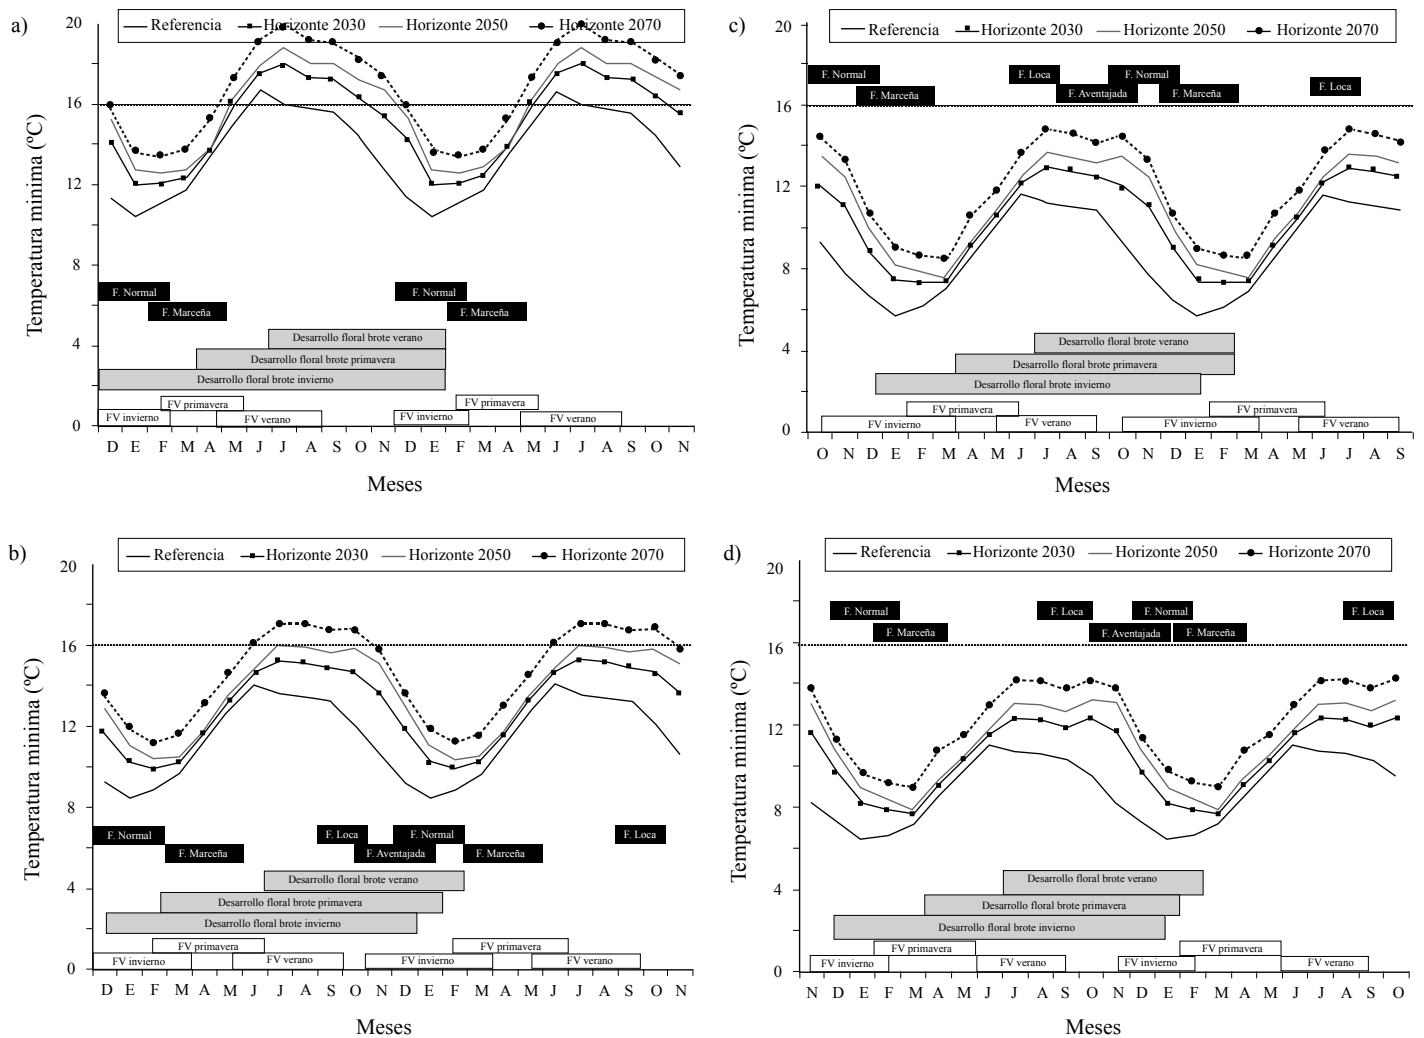 a)
Referencia Horizonte 2030 Horizonte 2050 Horizonte 2070
Temperatura minima (ºC)
20
16
12
8
4
0
F. Normal F. Normal
F. Marceña F. Marceña
Desarrollo floral brote verano
Desarrollo floral brote primavera
Desarrollo floral brote invierno
FV primavera FV primavera
FV invierno FV verano FV invierno FV verano
D E F M A M J J A S O N D E F M A M J J A S O N
Meses
c)
Referencia Horizonte 2030 Horizonte 2050 Horizonte 2070
Temperatura minima (ºC)
20
16
12
8
4
0
F. Normal F. Loca F. Normal F. Loca
F. Marceña F. Aventajada F. Marceña
Desarrollo floral brote verano
Desarrollo floral brote primavera
Desarrollo floral brote invierno
FV primavera FV primavera
FV invierno FV verano FV invierno FV verano
O N D E F M A M J J A S O N D E F M A M J J A S
Meses
b)
Referencia Horizonte 2030 Horizonte 2050 Horizonte 2070
Temperatura minima (ºC)
20
16
12
8
4
0
F. Normal F. Loca F. Normal F. Loca
F. Marceña F. Aventajada F. Marceña
Desarrollo floral brote verano
Desarrollo floral brote primavera
Desarrollo floral brote invierno
FV primavera FV primavera
FV invierno FV verano FV invierno FV verano
D E F M A M J J A S O N D E F M A M J J A S O N
Meses
d)
Referencia Horizonte 2030 Horizonte 2050 Horizonte 2070
Temperatura minima (ºC)
20
16
12
8
4
0
F. Normal F. Loca F. Normal F. Loca
F. Marceña F. Aventajada F. Marceña
Desarrollo floral brote verano
Desarrollo floral brote primavera
Desarrollo floral brote invierno
FV primavera FV primavera
FV invierno FV verano FV invierno FV verano
N D E F M A M J J A S O N D E F M A M J J A S O
Meses